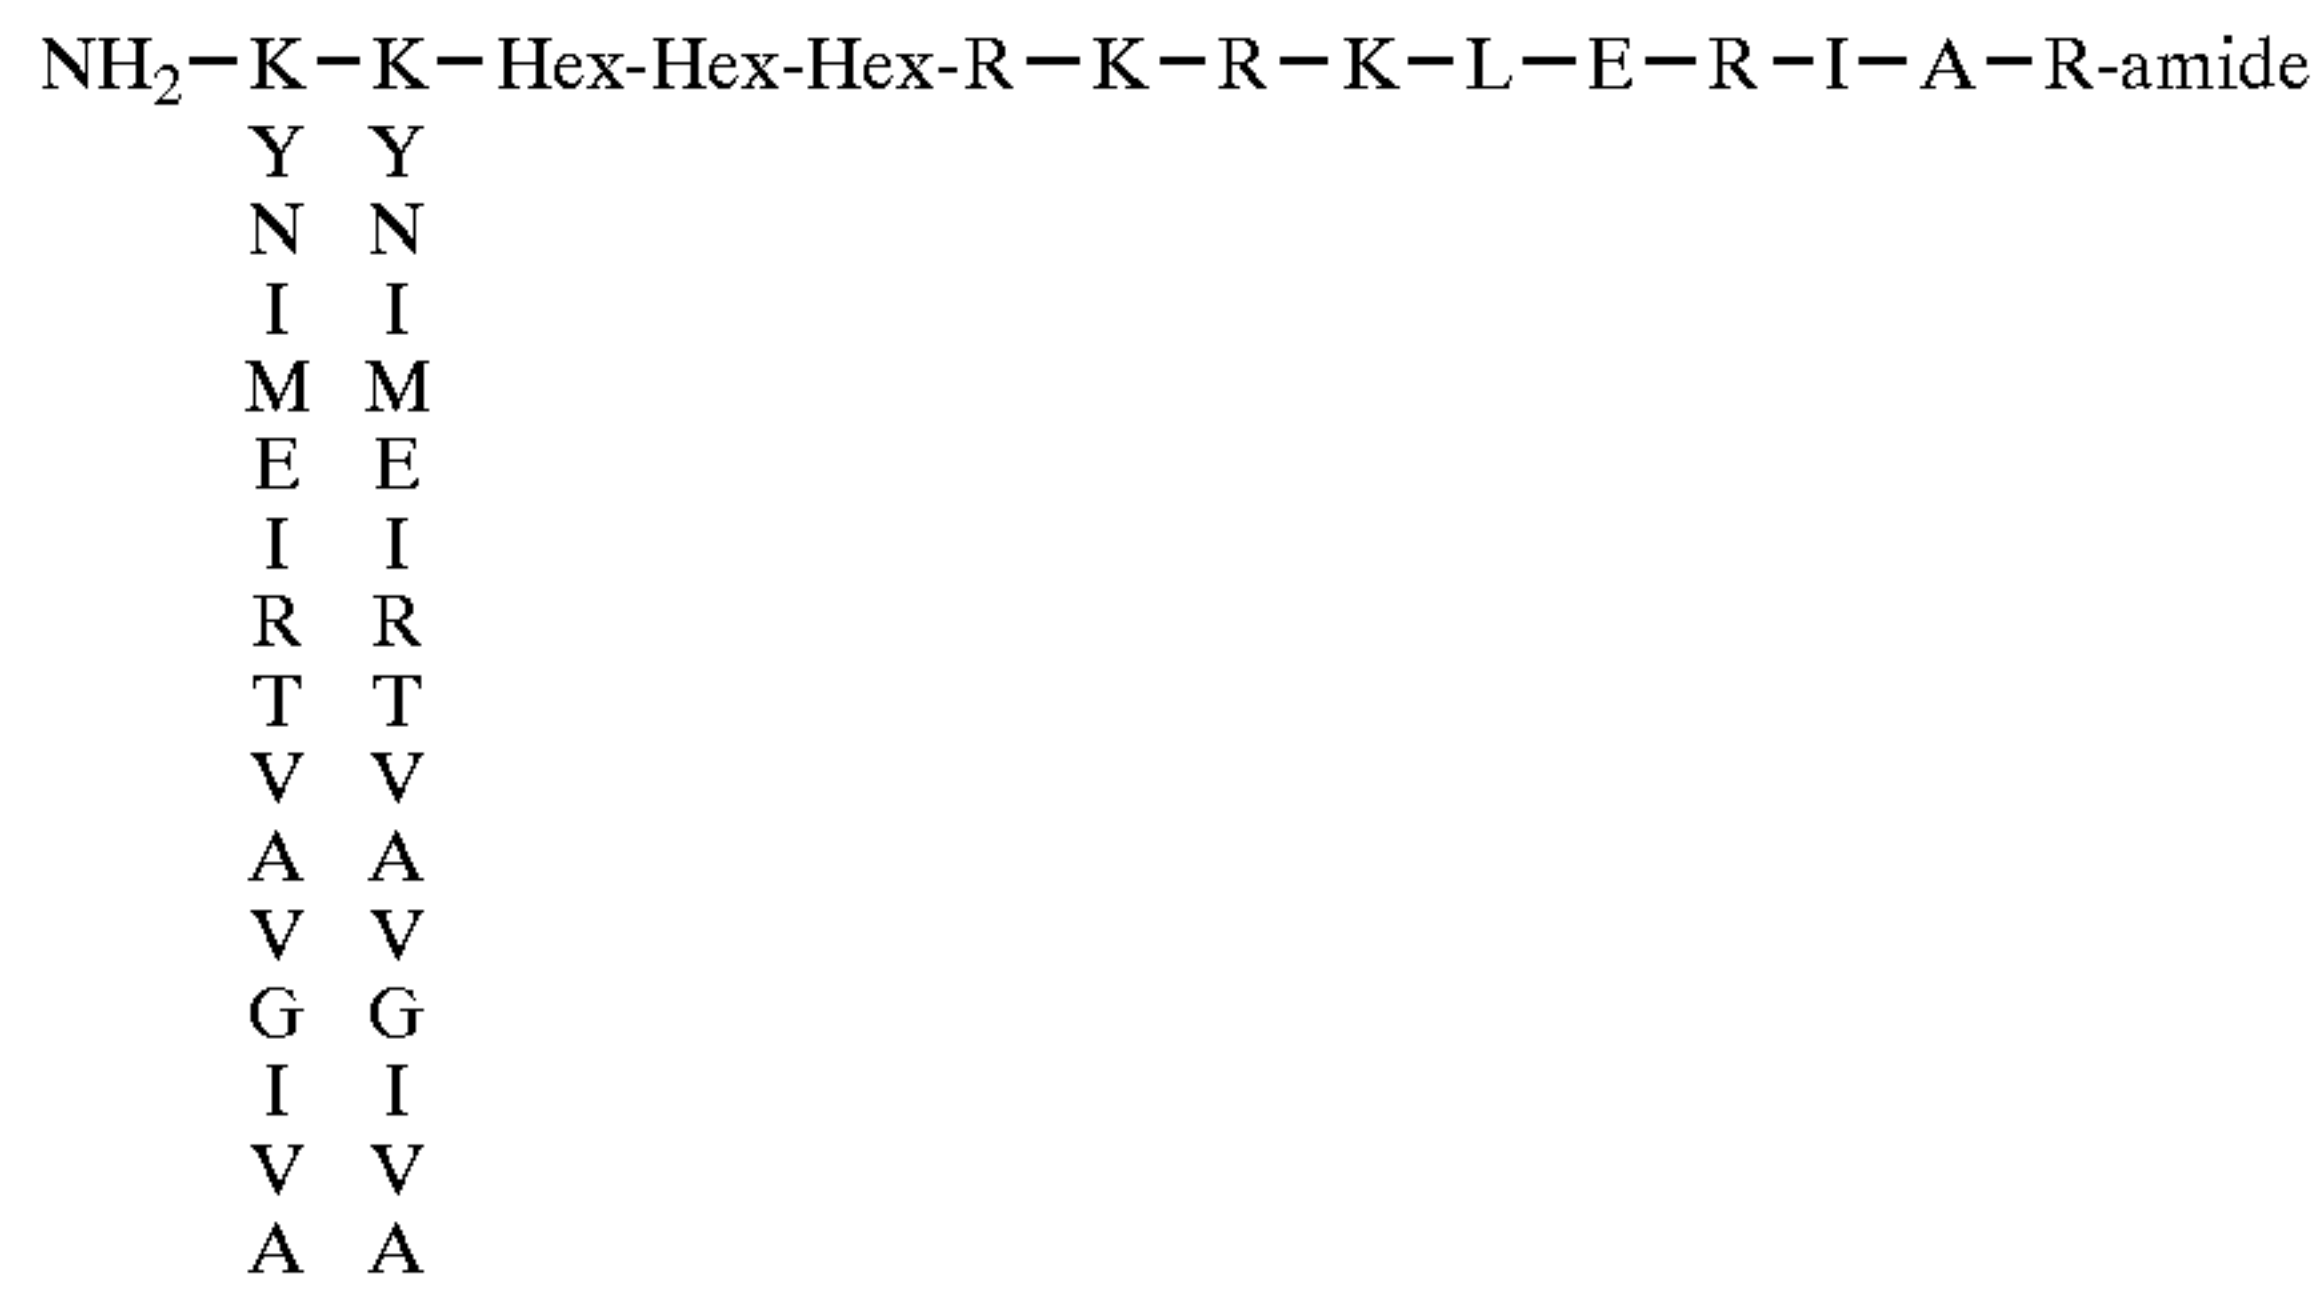 NH2-K-K-Hex-Hex-Hex-R-K-R-K-L-E-R-I-A-R-amide
Y Y
N N
I I
M M
E E
I I
R R
T T
V V
A A
V V
G G
I I
V V
A A